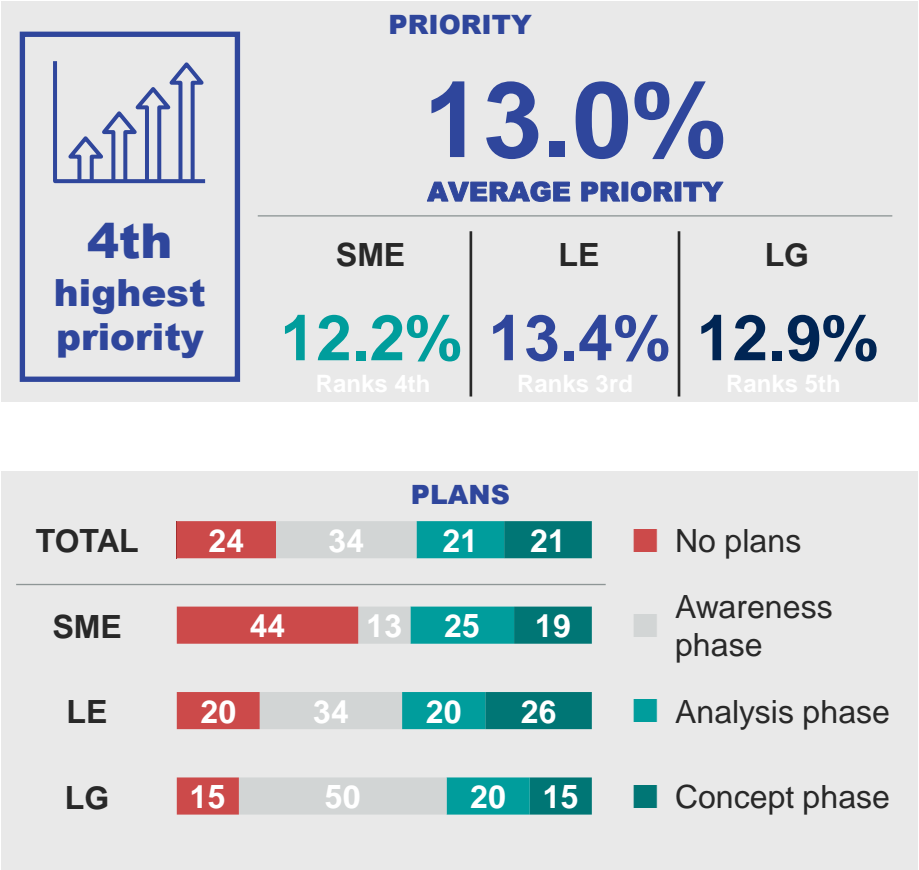 PRIORITY
4th
highest
priority
13.0%
AVERAGE PRIORITY
SME LE LG
12.2% 13.4% 12.9%
Ranks 4th Ranks 3rd Ranks 5th
PLANS
TOTAL 24 34 21 21
SME 44 13 25 19
LE 20 34 20 26
LG 15 50 20 15
No plans
Awareness
phase
Analysis phase
Concept phase